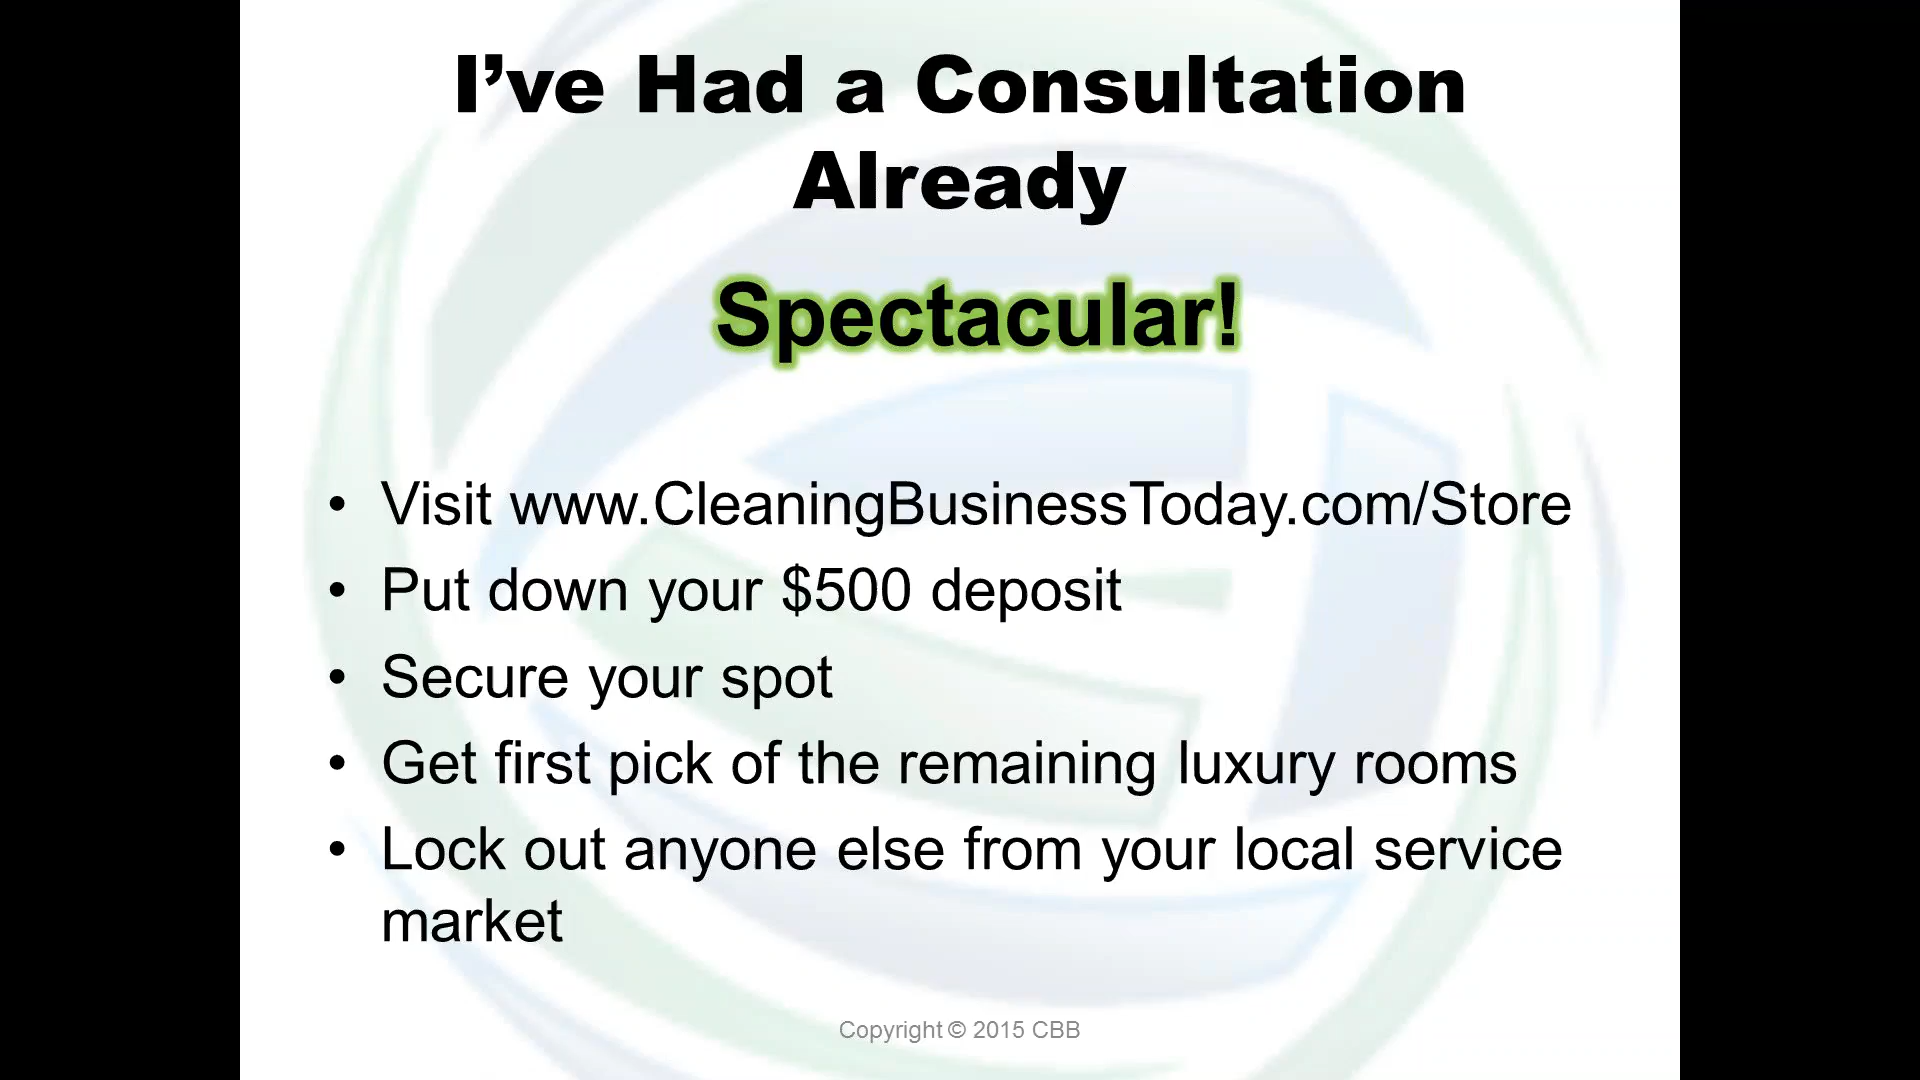 I’ve Had a Consultation
Already
Spectacular!
• Visit www.CleaningBusinessToday.com/Store
• Put down your $500 deposit
• Secure your spot
• Get first pick of the remaining luxury rooms
• Lock out anyone else from your local service
market
Copyright © 2015 CBB